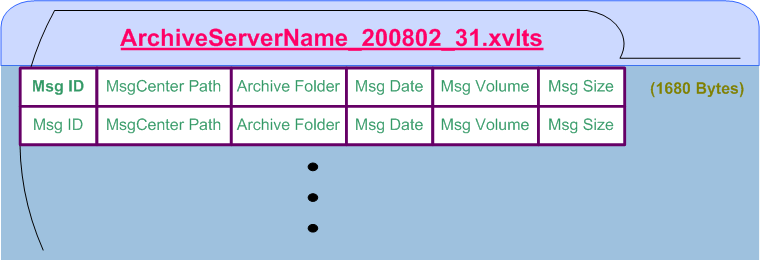 ArchiveServerName_200802_31.xvlts
Msg ID MsgCenter Path Archive Folder Msg Date Msg Volume Msg Size (1680 Bytes)
Msg ID MsgCenter Path Archive Folder Msg Date Msg Volume Msg Size